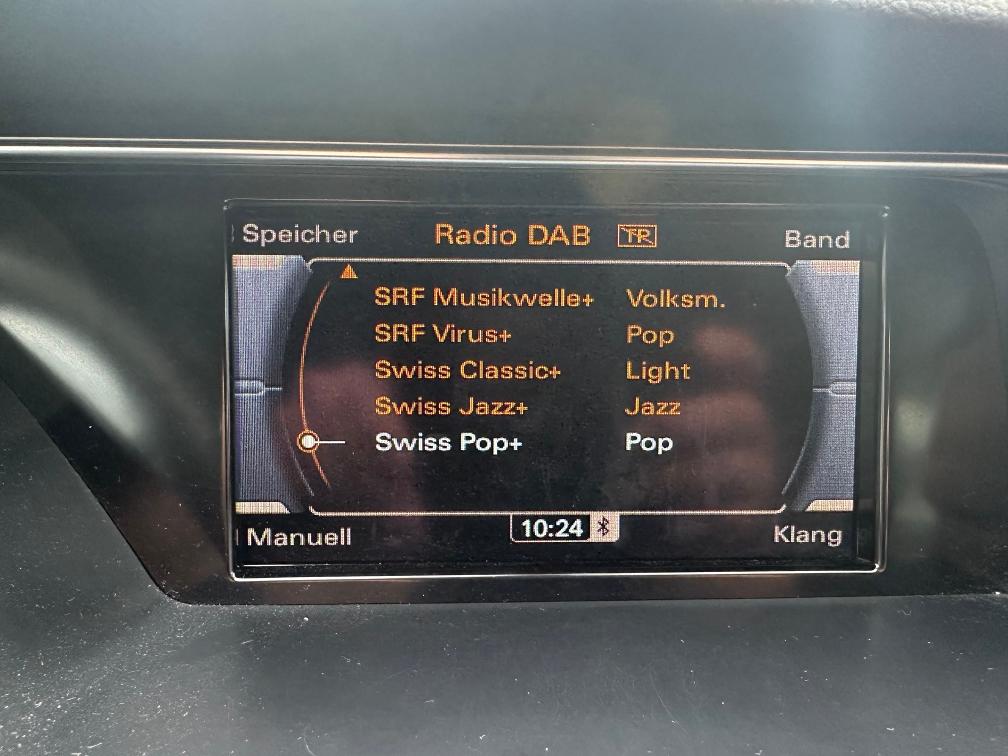 Speicher Radio DAB TP Band
SRF Musikwelle+ Volksm.
SRF Virus+ Pop
Swiss Classic+ Light
Swiss Jazz+ Jazz
Swiss Pop+ Pop
Manuell 10:24 Klang